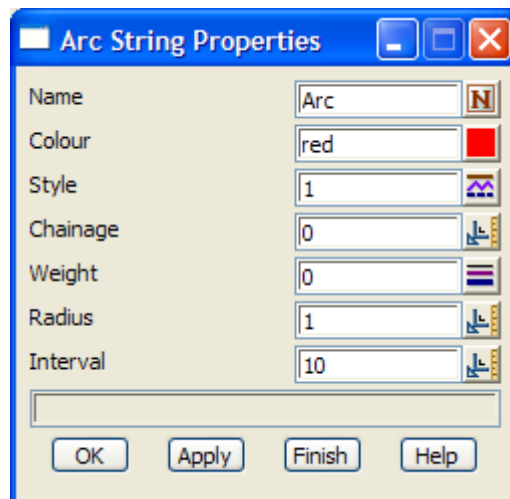 Arc String Properties
Name Arc N
Colour red
Style 1
Chainage 0
Weight 0
Radius 1
Interval 10
OK Apply Finish Help